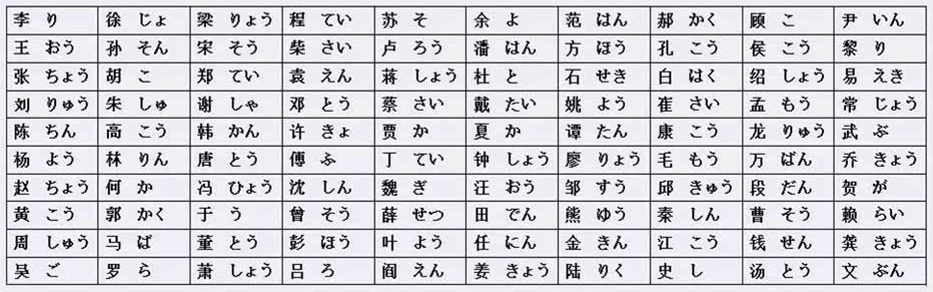 李 り 徐 じょ 梁 りょう 程 てい 苏 そ 余 よ 范 はん 郝 かく 顾 こ 尹 いん
王 おう 孙 そん 宋 そう 柴 さい 卢 ろう 潘 はん 方 ほう 孔 こう 侯 こう 黎 り
张 ちょう 胡 こ 郑 てい 袁 えん 蒋 しょう 杜 と 石 せき 白 はく 绍 しょう 易 えき
刘 りゅう 朱 しゅ 谢 しゃ 邓 とう 蔡 さい 戴 たい 姚 よう 崔 さい 孟 もう 常 じょう
陈 ちん 高 こう 韩 かん 许 きょ 贾 か 夏 か 谭 たん 康 こう 龙 りゅう 武 ぶ
杨 よう 林 りん 唐 とう 傅 ふ 丁 てい 钟 しょう 廖 りょう 毛 もう 万 ばん 乔 きょう
赵 ちょう 何 か 冯 ひょう 沈 しん 魏 ぎ 汪 おう 邹 すう 邱 きゅう 段 だん 贺 が
黄 こう 郭 かく 于 う 曾 そう 薛 せつ 田 でん 熊 ゆう 秦 しん 曹 そう 赖 らい
周 しゅう 马 ば 董 とう 彭 ほう 叶 よう 任 にん 金 きん 江 こう 钱 せん 龚 きょう
吴 ご 罗 ら 萧 しょう 吕 ろ 阎 えん 姜 きょう 陆 りく 史 し 汤 とう 文 ぶん